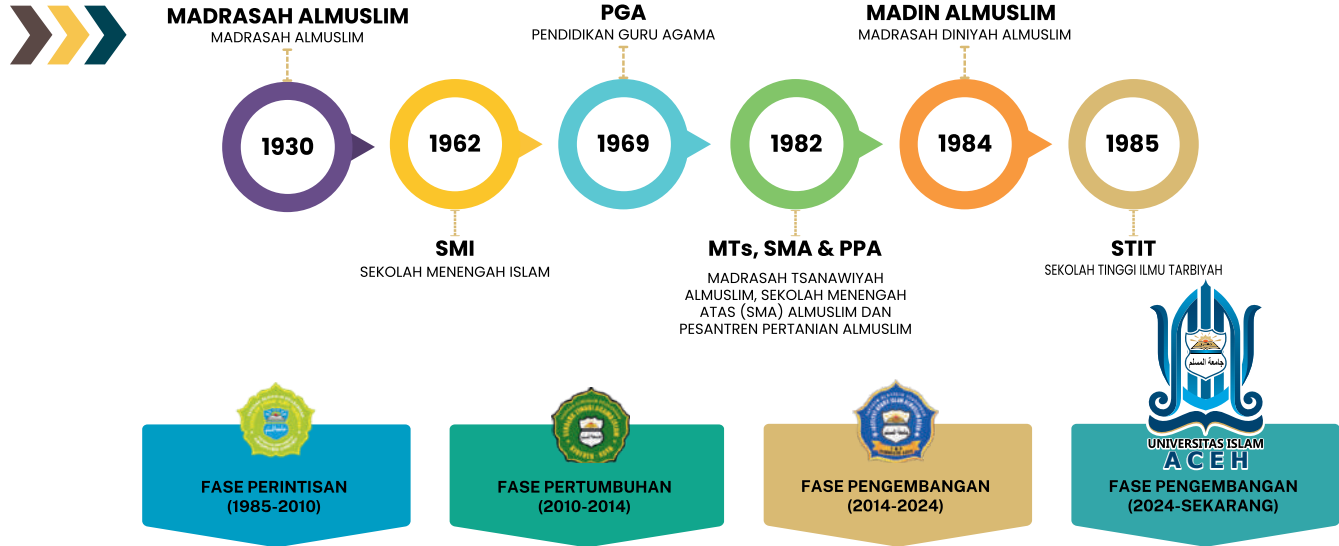 MADRASAH ALMUSLIM
MADRASAH ALMUSLIM
PGA
PENDIDIKAN GURU AGAMA
MADIN ALMUSLIM
MADRASAH DINIYAH ALMUSLIM
1930
1962
1969
1982
1984
1985
SMI
SEKOLAH MENENGAH ISLAM
MTs, SMA & PPA
MADRASAH TSANAWIYAH
ALMUSLIM, SEKOLAH MENENGAH
ATAS (SMA) ALMUSLIM DAN
PESANTREN PERTANIAN ALMUSLIM
STIT
SEKOLAH TINGGI ILMU TARBIYAH
جامعة المسلم
UNIVERSITAS ISLAM
ACEH
FASE PERINTISAN
(1985-2010)
FASE PERTUMBUHAN
(2010-2014)
FASE PENGEMBANGAN
(2014-2024)
FASE PENGEMBANGAN
(2024-SEKARANG)